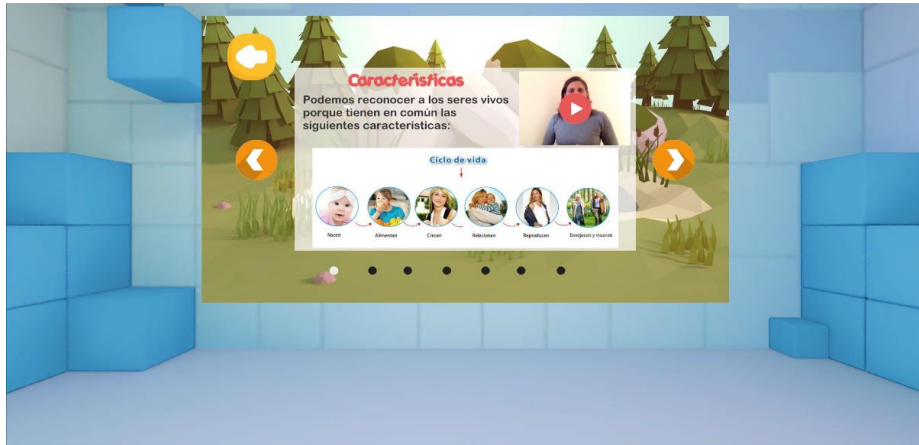 Características
Podemos reconocer a los seres vivos
porque tienen en común las
siguientes características:
Ciclo de vida
Nacen Alimentan Crecen Relacionan Reproducen Envejecen y mueren